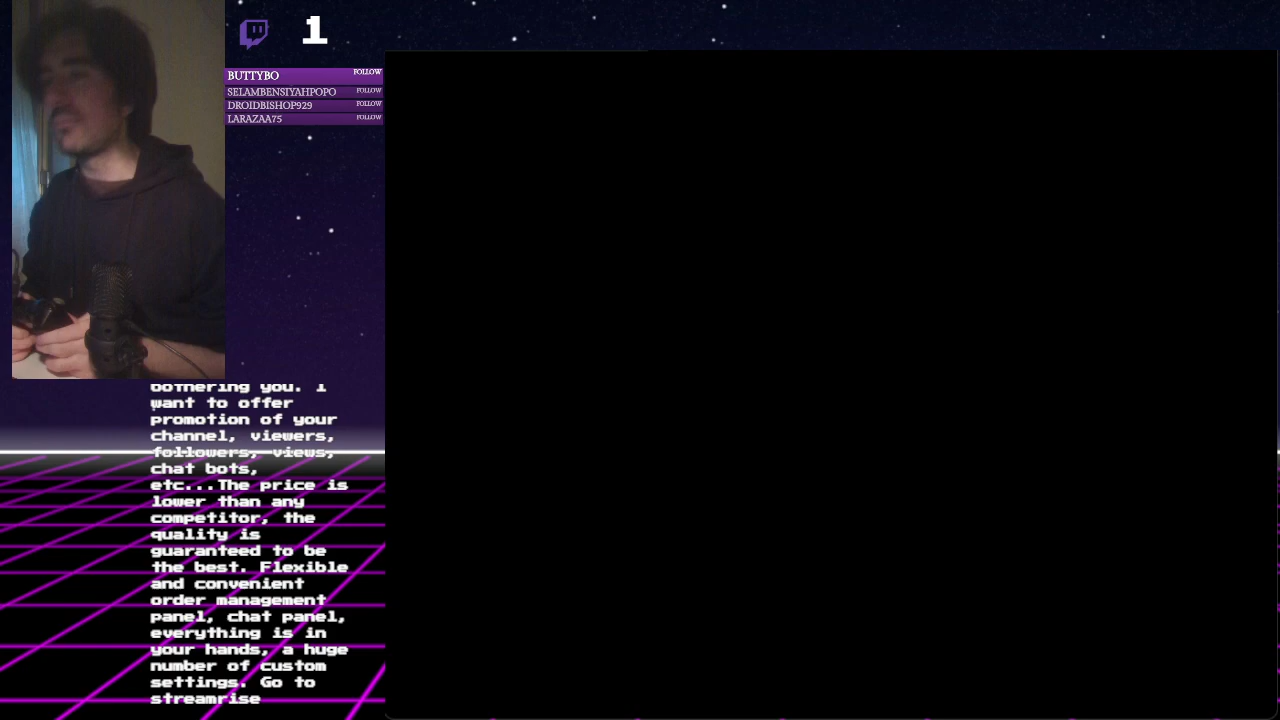 1
BUTTYBO FOLLOW
SELAMBENSIYAHPOPO FOLLOW
DROIDBISHOP929 FOLLOW
LARAZAA75 FOLLOW
bothering you. I
want to offer
promotion of your
channel, viewers,
followers, views,
chat bots,
etc...The price is
lower than any
competitor, the
quality is
guaranteed to be
the best. Flexible
and convenient
order management
panel, chat panel,
everything is in
your hands, a huge
number of custom
settings. Go to
streamrise